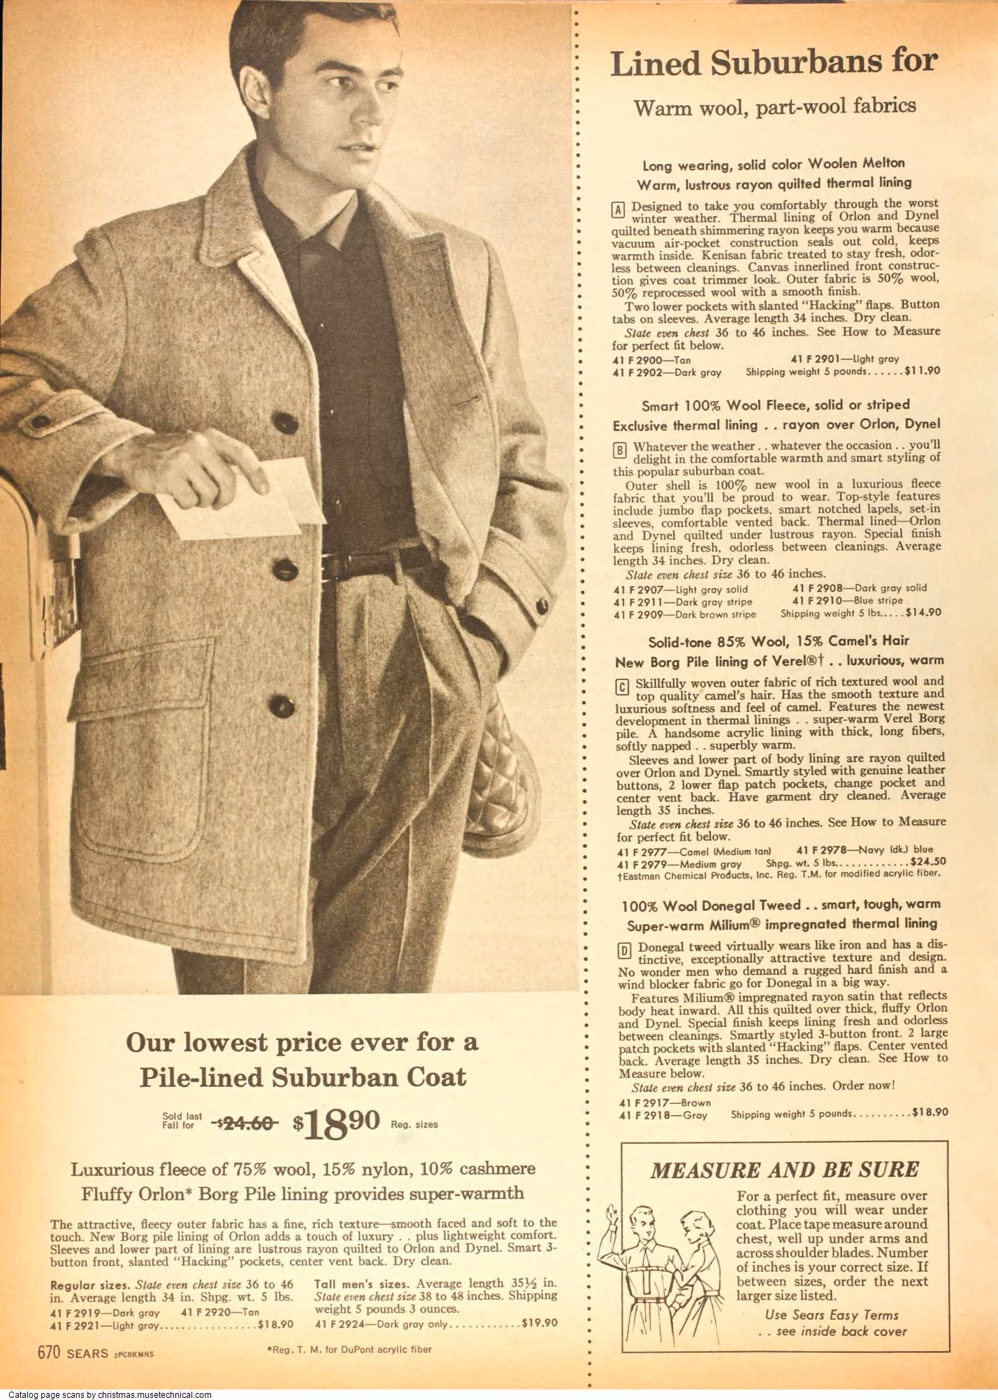 Our lowest price ever for a
Pile-lined Suburban Coat
Sold last
Fall for
$24.60 $18.90 Reg. sizes
Luxurious fleece of 75% wool, 15% nylon, 10% cashmere
Fluffy Orlon* Borg Pile lining provides super-warmth
The attractive, fleecy outer fabric has a fine, rich texture—smooth faced and soft to the
touch. New Borg pile lining of Orlon adds a touch of luxury . . plus lightweight comfort.
Sleeves and lower part of lining are lustrous rayon quilted to Orlon and Dynel. Smart 3-
button front, slanted "Hacking" pockets, center vent back. Dry clean.
Regular sizes. State even chest size 36 to 46
in. Average length 34 in. Shpg. wt. 5 lbs.
41 F 2919—Dark gray 41 F 2920—Tan
41 F 2921—Light gray................$18.90
Tall men's sizes. Average length 35½ in.
State even chest size 38 to 48 inches. Shipping
weight 5 pounds 3 ounces.
41 F 2924—Dark gray only............$19.90
670 SEARS 2PCBKMNS
*Reg. T. M. for DuPont acrylic fiber
Lined Suburbans for
Warm wool, part-wool fabrics
Long wearing, solid color Woolen Melton
Warm, lustrous rayon quilted thermal lining
A Designed to take you comfortably through the worst
winter weather. Thermal lining of Orlon and Dynel
quilted beneath shimmering rayon keeps you warm because
vacuum air-pocket construction seals out cold, keeps
warmth inside. Kenisan fabric treated to stay fresh, odor-
less between cleanings. Canvas innerlined front construc-
tion gives coat trimmer look. Outer fabric is 50% wool,
50% reprocessed wool with a smooth finish.
Two lower pockets with slanted "Hacking" flaps. Button
tabs on sleeves. Average length 34 inches. Dry clean.
State even chest 36 to 46 inches. See How to Measure
for perfect fit below.
41 F 2900—Tan 41 F 2901—Light gray
41 F 2902—Dark gray Shipping weight 5 pounds......$11.90
Smart 100% Wool Fleece, solid or striped
Exclusive thermal lining . . rayon over Orlon, Dynel
B Whatever the weather . . whatever the occasion . . you'll
delight in the comfortable warmth and smart styling of
this popular suburban coat.
Outer shell is 100% new wool in a luxurious fleece
fabric that you'll be proud to wear. Top-style features
include jumbo flap pockets, smart notched lapels, set-in
sleeves, comfortable vented back. Thermal lined—Orlon
and Dynel quilted under lustrous rayon. Special finish
keeps lining fresh, odorless between cleanings. Average
length 34 inches. Dry clean.
State even chest size 36 to 46 inches.
41 F 2907—Light gray solid 41 F 2908—Dark gray solid
41 F 2911—Dark gray stripe 41 F 2910—Blue stripe
41 F 2909—Dark brown stripe Shipping weight 5 lbs.....$14.90
Solid-tone 85% Wool, 15% Camel's Hair
New Borg Pile lining of Verel®† . . luxurious, warm
C Skillfully woven outer fabric of rich textured wool and
top quality camel's hair. Has the smooth texture and
luxurious softness and feel of camel. Features the newest
development in thermal linings . . super-warm Verel Borg
pile. A handsome acrylic lining with thick, long fibers,
softly napped . . superbly warm.
Sleeves and lower part of body lining are rayon quilted
over Orlon and Dynel. Smartly styled with genuine leather
buttons, 2 lower flap patch pockets, change pocket and
center vent back. Have garment dry cleaned. Average
length 35 inches.
State even chest size 36 to 46 inches. See How to Measure
for perfect fit below.
41 F 2977—Camel (Medium tan) 41 F 2978—Navy (dk.) blue
41 F 2979—Medium gray Shpg. wt. 5 lbs.............$24.50
†Eastman Chemical Products, Inc. Reg. T.M. for modified acrylic fiber.
100% Wool Donegal Tweed . . smart, tough, warm
Super-warm Milium® impregnated thermal lining
D Donegal tweed virtually wears like iron and has a dis-
tinctive, exceptionally attractive texture and design.
No wonder men who demand a rugged hard finish and a
wind blocker fabric go for Donegal in a big way.
Features Milium® impregnated rayon satin that reflects
body heat inward. All this quilted over thick, fluffy Orlon
and Dynel. Special finish keeps lining fresh and odorless
between cleanings. Smartly styled 3-button front. 2 large
patch pockets with slanted "Hacking" flaps. Center vented
back. Average length 35 inches. Dry clean. See How to
Measure below.
State even chest size 36 to 46 inches. Order now!
41 F 2917—Brown
41 F 2918—Gray Shipping weight 5 pounds..........$18.90
MEASURE AND BE SURE
For a perfect fit, measure over
clothing you will wear under
coat. Place tape measure around
chest, well up under arms and
across shoulder blades. Number
of inches is your correct size. If
between sizes, order the next
larger size listed.
Use Sears Easy Terms
. . see inside back cover
Catalog page scans by christmas.musetechnical.com